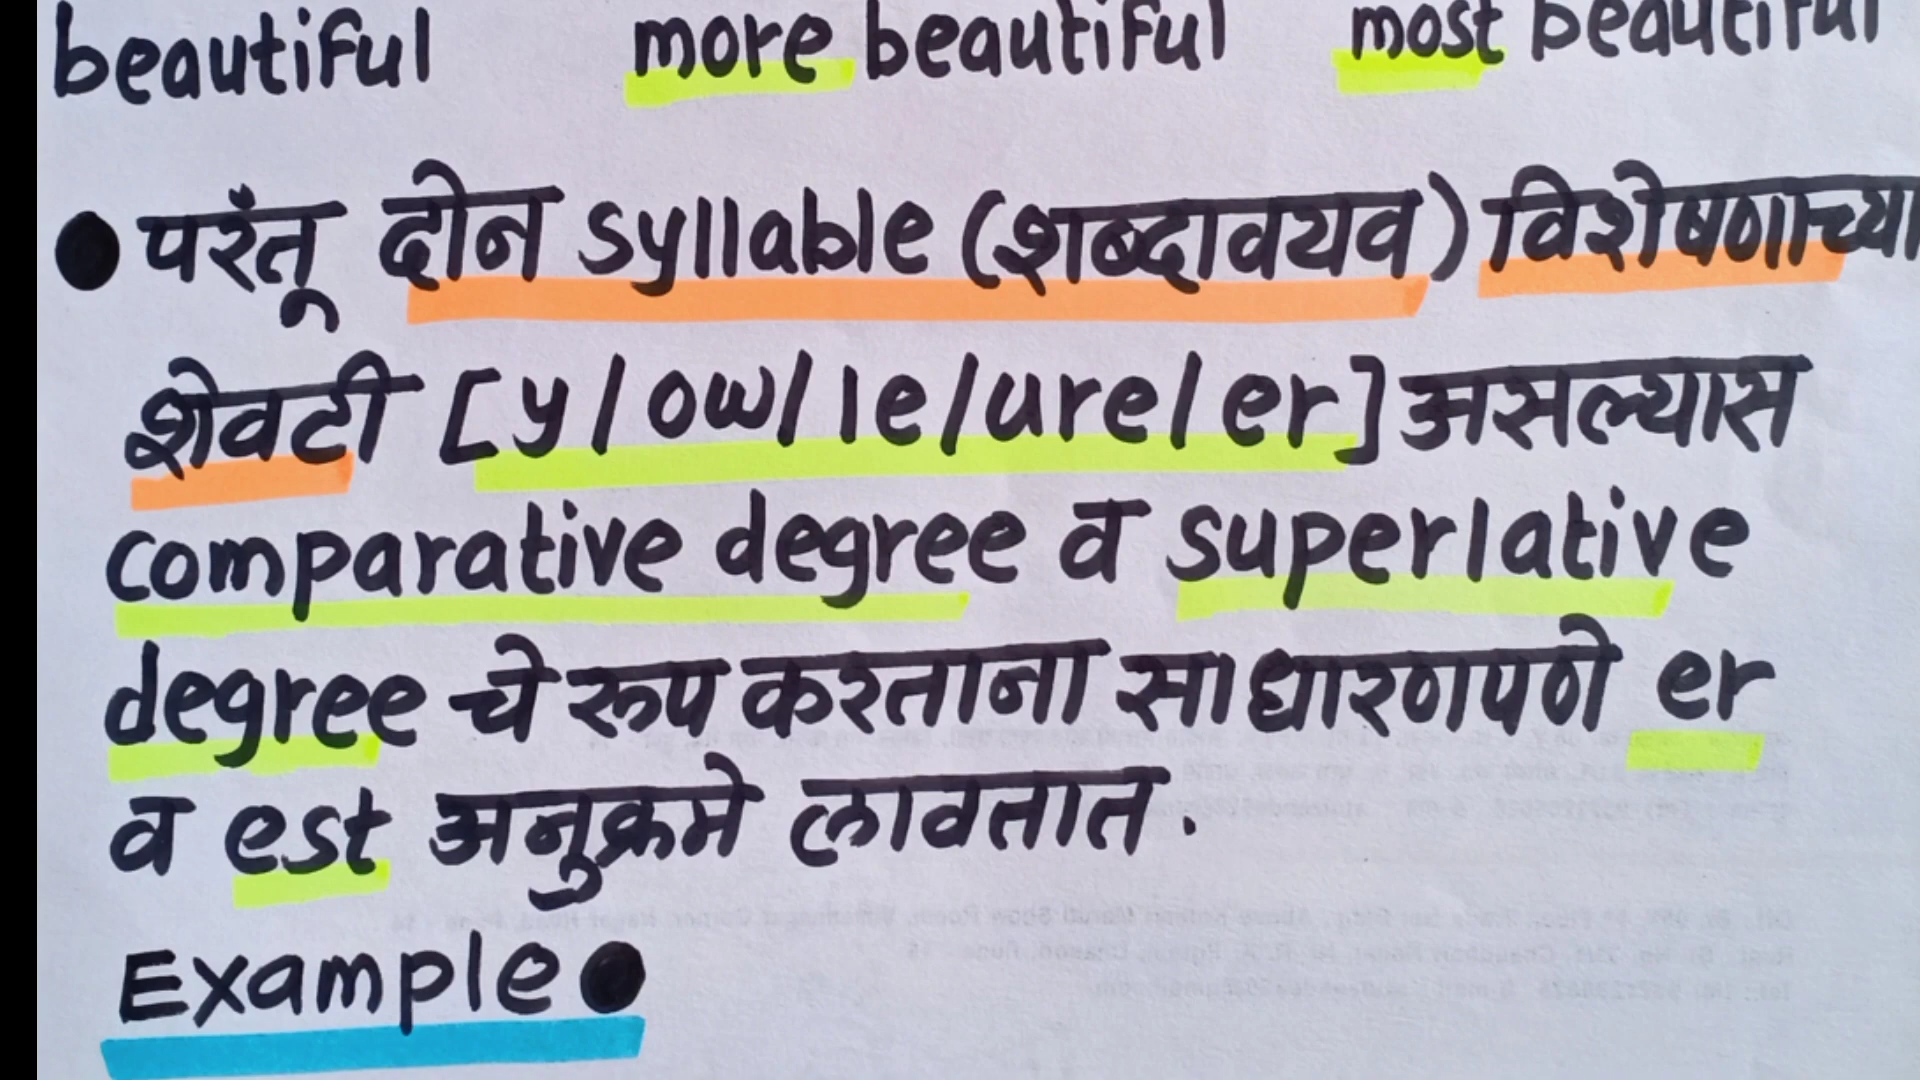 beautiful more beautiful most beautiful
● परंतू दोन syllable (शब्दावयव) विशेषणाच्या
शेवटी [y/ow/le/ure/er] असल्यास
comparative degree व superlative
degree चे रूप करताना साधारणपणे er
व est अनुक्रमे लावतात.
Example ●